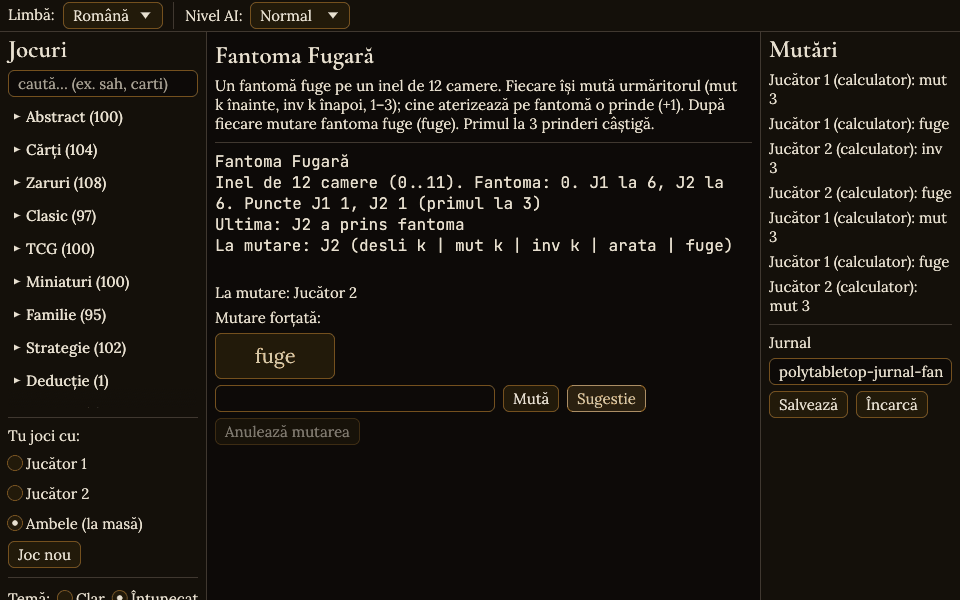 Limbă: Română Nivel AI: Normal
Jocuri
caută... (ex. sah, carti)
Abstract (100)
Cărți (104)
Zaruri (108)
Clasic (97)
TCG (100)
Miniaturi (100)
Familie (95)
Strategie (102)
Deducție (1)
Tu joci cu:
Jucător 1
Jucător 2
Ambele (la masă)
Joc nou
Temă: Clar Întunecat
Fantoma Fugară
Un fantomă fuge pe un inel de 12 camere. Fiecare își mută urmăritorul (mut
k înainte, inv k înapoi, 1–3); cine aterizează pe fantomă o prinde (+1). După
fiecare mutare fantoma fuge (fuge). Primul la 3 prinderi câștigă.
Fantoma Fugară
Inel de 12 camere (0..11). Fantoma: 0. J1 la 6, J2 la
6. Puncte J1 1, J2 1 (primul la 3)
Ultima: J2 a prins fantoma
La mutare: J2 (desli k | mut k | inv k | arata | fuge)
La mutare: Jucător 2
Mutare forțată:
fuge
Mută Sugestie
Anulează mutarea
Mutări
Jucător 1 (calculator): mut
3
Jucător 1 (calculator): fuge
Jucător 2 (calculator): inv
3
Jucător 2 (calculator): fuge
Jucător 1 (calculator): mut
3
Jucător 1 (calculator): fuge
Jucător 2 (calculator):
mut 3
Jurnal
polytabletop-jurnal-fan
Salvează Încarcă